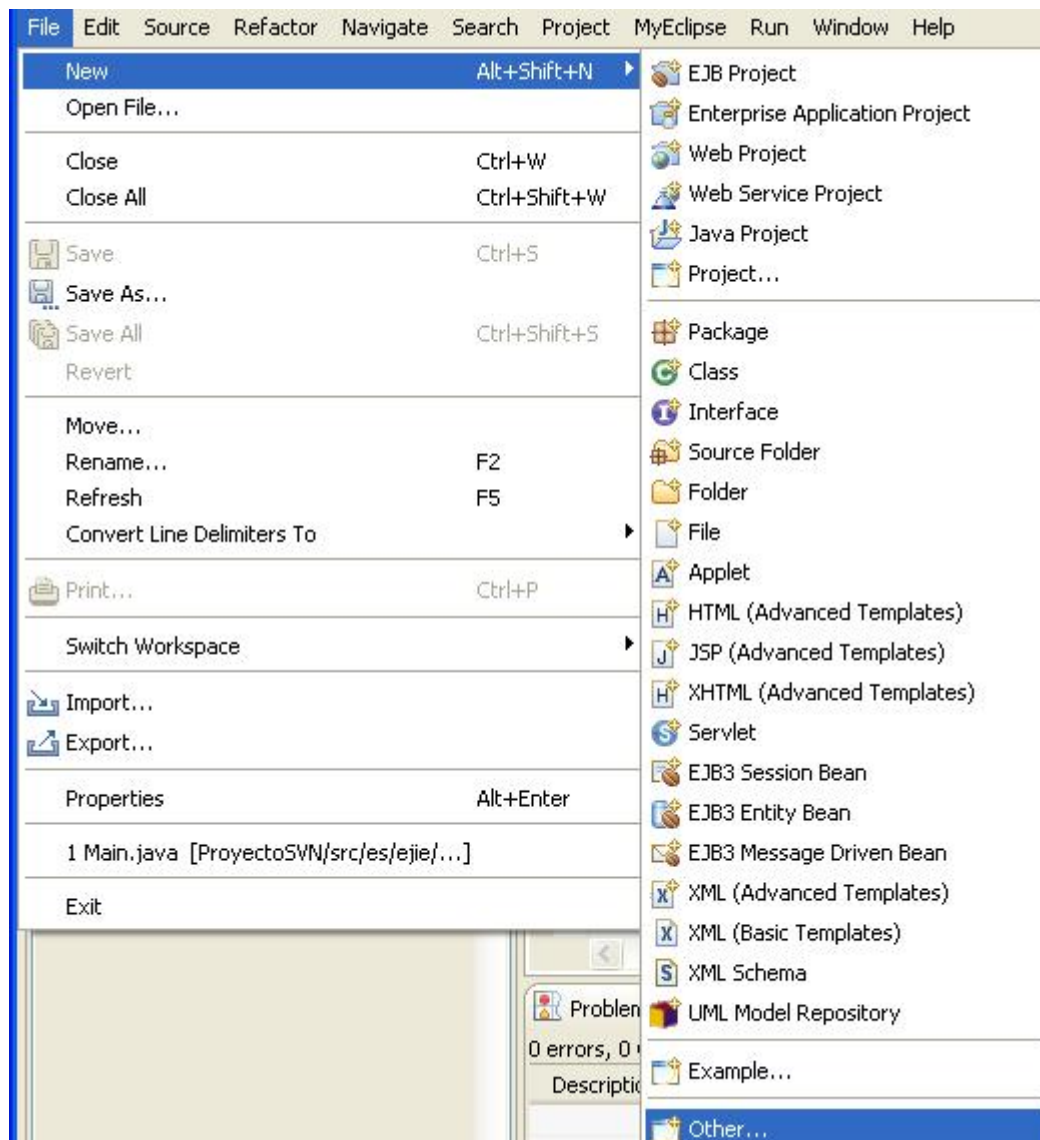 File Edit Source Refactor Navigate Search Project MyEclipse Run Window Help
New Alt+Shift+N
Open File...
Close Ctrl+W
Close All Ctrl+Shift+W
Save Ctrl+S
Save As...
Save All Ctrl+Shift+S
Revert
Move...
Rename... F2
Refresh F5
Convert Line Delimiters To
Print... Ctrl+P
Switch Workspace
Import...
Export...
Properties Alt+Enter
1 Main.java [ProyectoSVN/src/es/ejie/...]
Exit
EJB Project
Enterprise Application Project
Web Project
Web Service Project
Java Project
Project...
Package
Class
Interface
Source Folder
Folder
File
Applet
HTML (Advanced Templates)
JSP (Advanced Templates)
XHTML (Advanced Templates)
Servlet
EJB3 Session Bean
EJB3 Entity Bean
EJB3 Message Driven Bean
XML (Advanced Templates)
XML (Basic Templates)
XML Schema
UML Model Repository
Example...
Other...
Problem
0 errors, 0
Descriptio